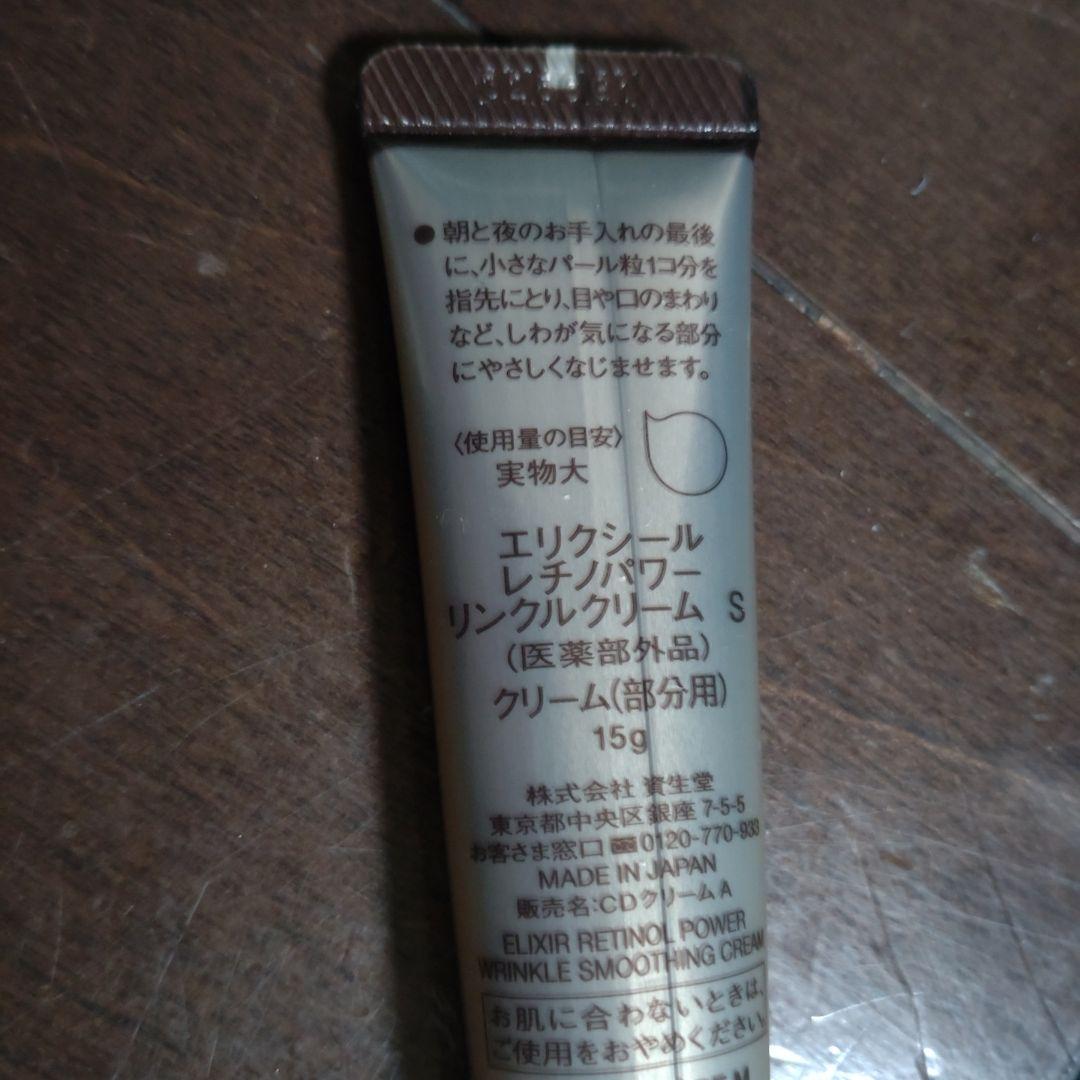 ●朝と夜のお手入れの最後
に、小さなパール粒1コ分を
指先にとり、目や口のまわり
など、しわが気になる部分
にやさしくなじませます。
〈使用量の目安〉
実物大
エリクシール
レチノパワー
リンクルクリーム S
(医薬部外品)
クリーム(部分用)
15g
株式会社 資生堂
東京都中央区銀座 7-5-5
お客さま窓口 0120-770-933
MADE IN JAPAN
販売名:CDクリームA
ELIXIR RETINOL POWER
WRINKLE SMOOTHING CREAM
お肌に合わないときは、
ご使用をおやめください。